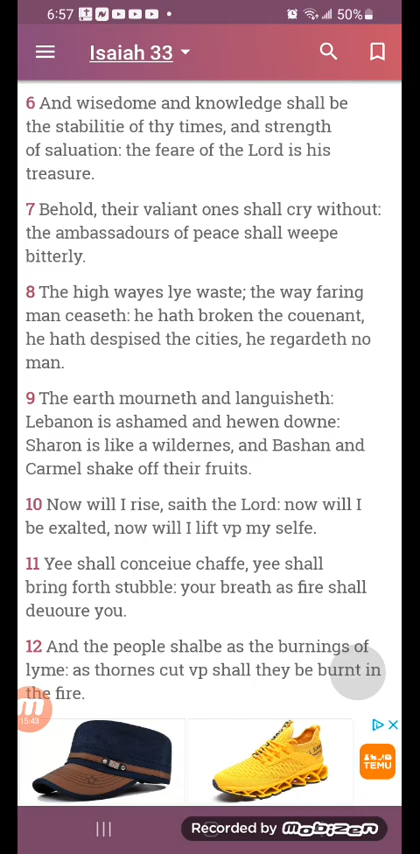 6:57 50%
Isaiah 33
6 And wisedome and knowledge shall be
the stabilitie of thy times, and strength
of saluation: the feare of the Lord is his
treasure.
7 Behold, their valiant ones shall cry without:
the ambassadours of peace shall weepe
bitterly.
8 The high wayes lye waste; the way faring
man ceaseth: he hath broken the couenant,
he hath despised the cities, he regardeth no
man.
9 The earth mourneth and languisheth:
Lebanon is ashamed and hewen downe:
Sharon is like a wildernes, and Bashan and
Carmel shake off their fruits.
10 Now will I rise, saith the Lord: now will I
be exalted, now will I lift vp my selfe.
11 Yee shall conceiue chaffe, yee shall
bring forth stubble: your breath as fire shall
deuoure you.
12 And the people shalbe as the burnings of
lyme: as thornes cut vp shall they be burnt in
the fire.
15:43
TEMU
Recorded by mobizen